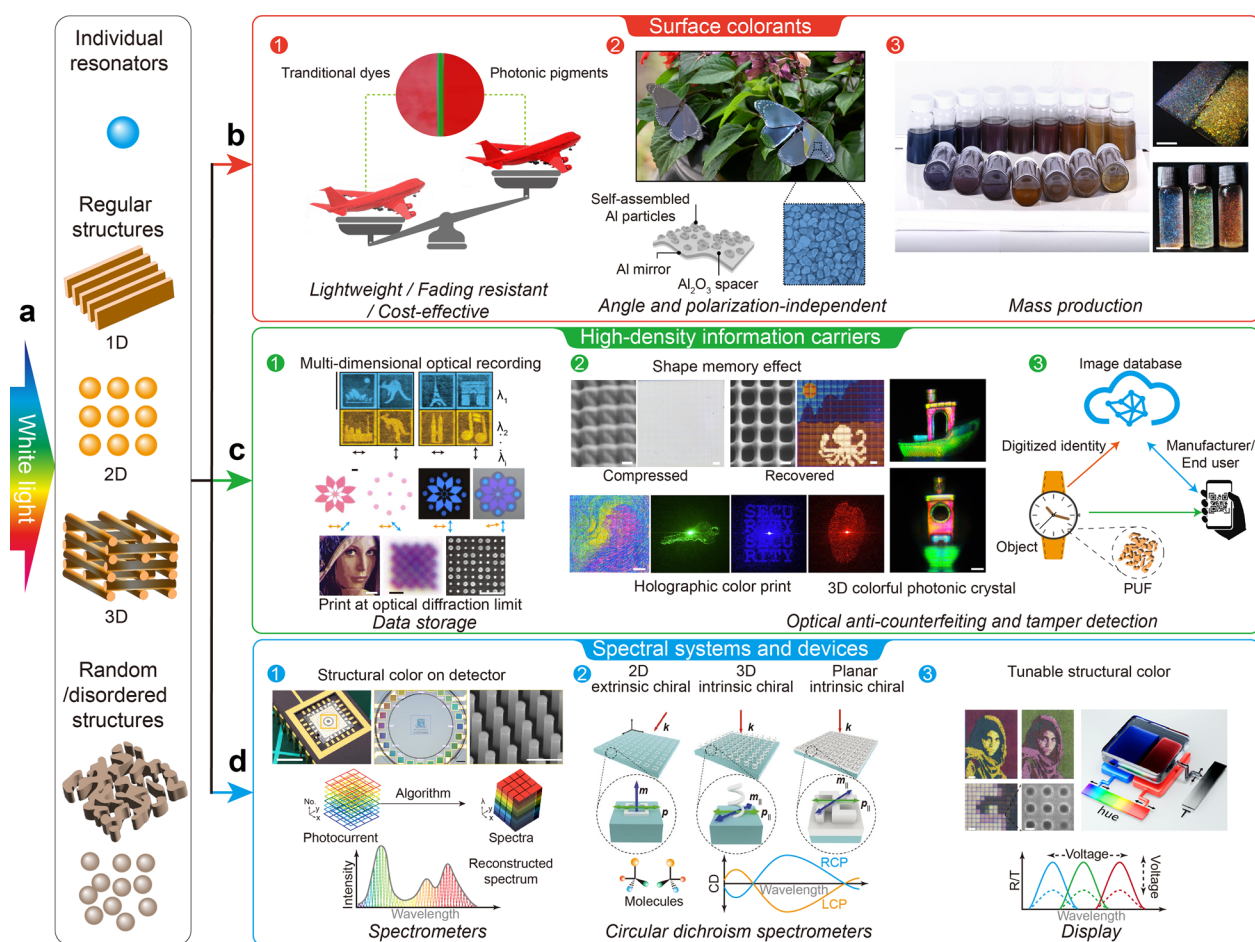 a
White light
Individual
resonators
Regular
structures
1D
2D
3D
Random
/disordered
structures
b
Surface colorants
1
Tranditional dyes
Photonic pigments
Lightweight / Fading resistant
/ Cost-effective
2
Self-assembled
Al particles
Al mirror
Al₂O₃ spacer
Angle and polarization-independent
3
Mass production
c
High-density information carriers
1
Multi-dimensional optical recording
λ₁
λ₂
λᵢ
Print at optical diffraction limit
Data storage
2
Shape memory effect
Compressed
Recovered
SECU
RITY
SECU
RITY
Holographic color print
3D colorful photonic crystal
3
Image database
Digitized identity
Manufacturer/
End user
Object
PUF
Optical anti-counterfeiting and tamper detection
d
Spectral systems and devices
1
Structural color on detector
No.
y
x
Photocurrent
Algorithm
λ
y
x
Spectra
Intensity
Reconstructed
spectrum
Wavelength
Spectrometers
2
2D
extrinsic chiral
3D
intrinsic chiral
Planar
intrinsic chiral
k
k
k
m
p
m||
p||
m||
p||
Molecules
CD
RCP
Wavelength
LCP
Circular dichroism spectrometers
3
Tunable structural color
hue
T
R/T
Voltage
Voltage
Wavelength
Display